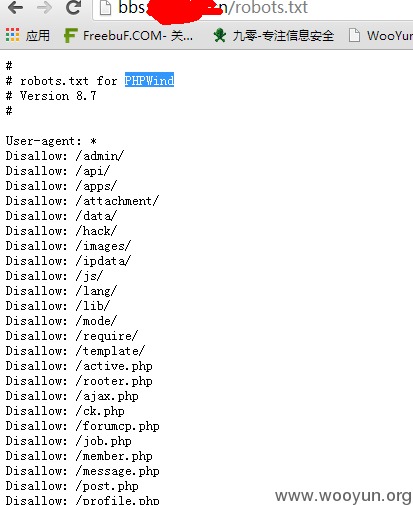 bbs.
n/robots.txt
应用
FreebuF.COM- 关...
九零-专注信息安全
WooYun
#
# robots.txt for PHPWind
# Version 8.7
#
User-agent: *
Disallow: /admin/
Disallow: /api/
Disallow: /apps/
Disallow: /attachment/
Disallow: /data/
Disallow: /hack/
Disallow: /images/
Disallow: /ipdata/
Disallow: /js/
Disallow: /lang/
Disallow: /lib/
Disallow: /mode/
Disallow: /require/
Disallow: /template/
Disallow: /active.php
Disallow: /rooter.php
Disallow: /ajax.php
Disallow: /ck.php
Disallow: /forumcp.php
Disallow: /job.php
Disallow: /member.php
Disallow: /message.php
Disallow: /post.php
Disallow: /profile.php
www.wooyun.org